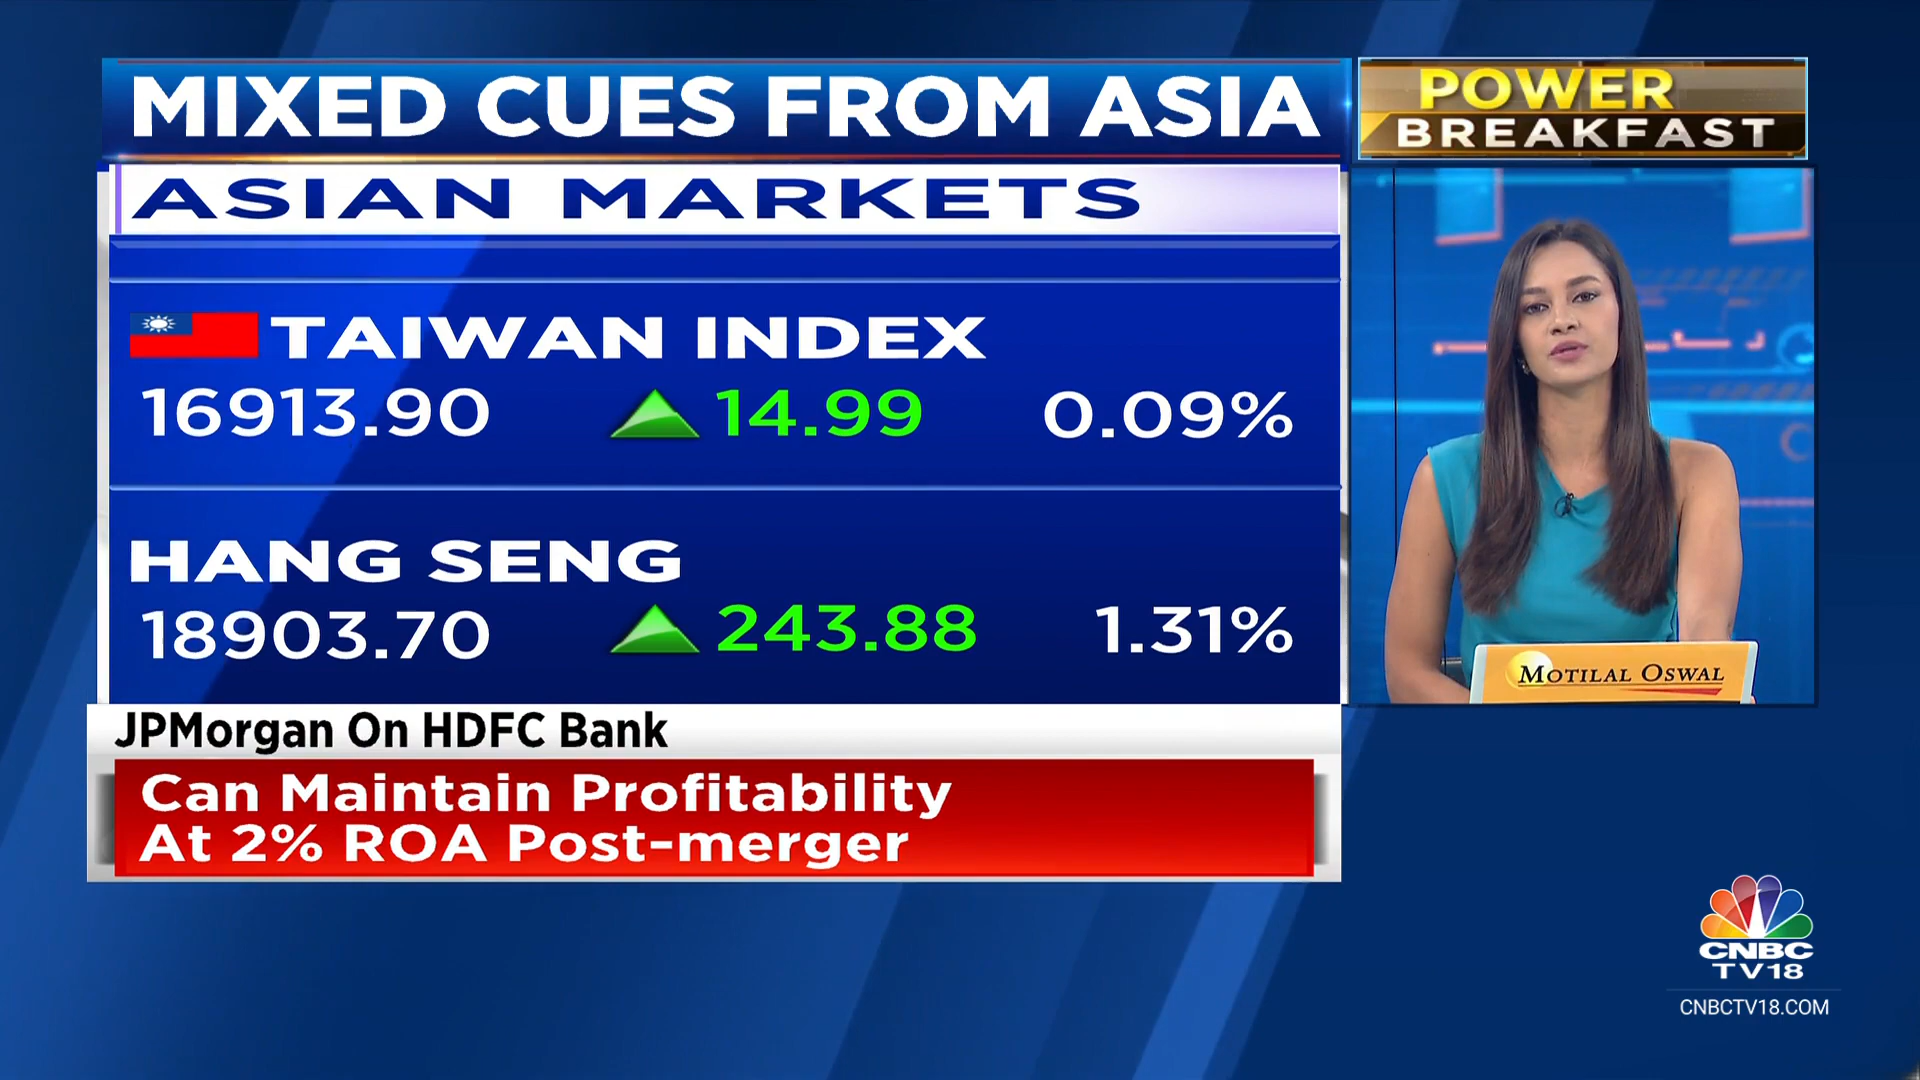 MIXED CUES FROM ASIA
POWER
BREAKFAST
ASIAN MARKETS
TAIWAN INDEX
16913.90 14.99 0.09%
HANG SENG
18903.70 243.88 1.31%
MOTILAL OSWAL
JPMorgan On HDFC Bank
Can Maintain Profitability
At 2% ROA Post-merger
CNBC
TV18
CNBCTV18.COM